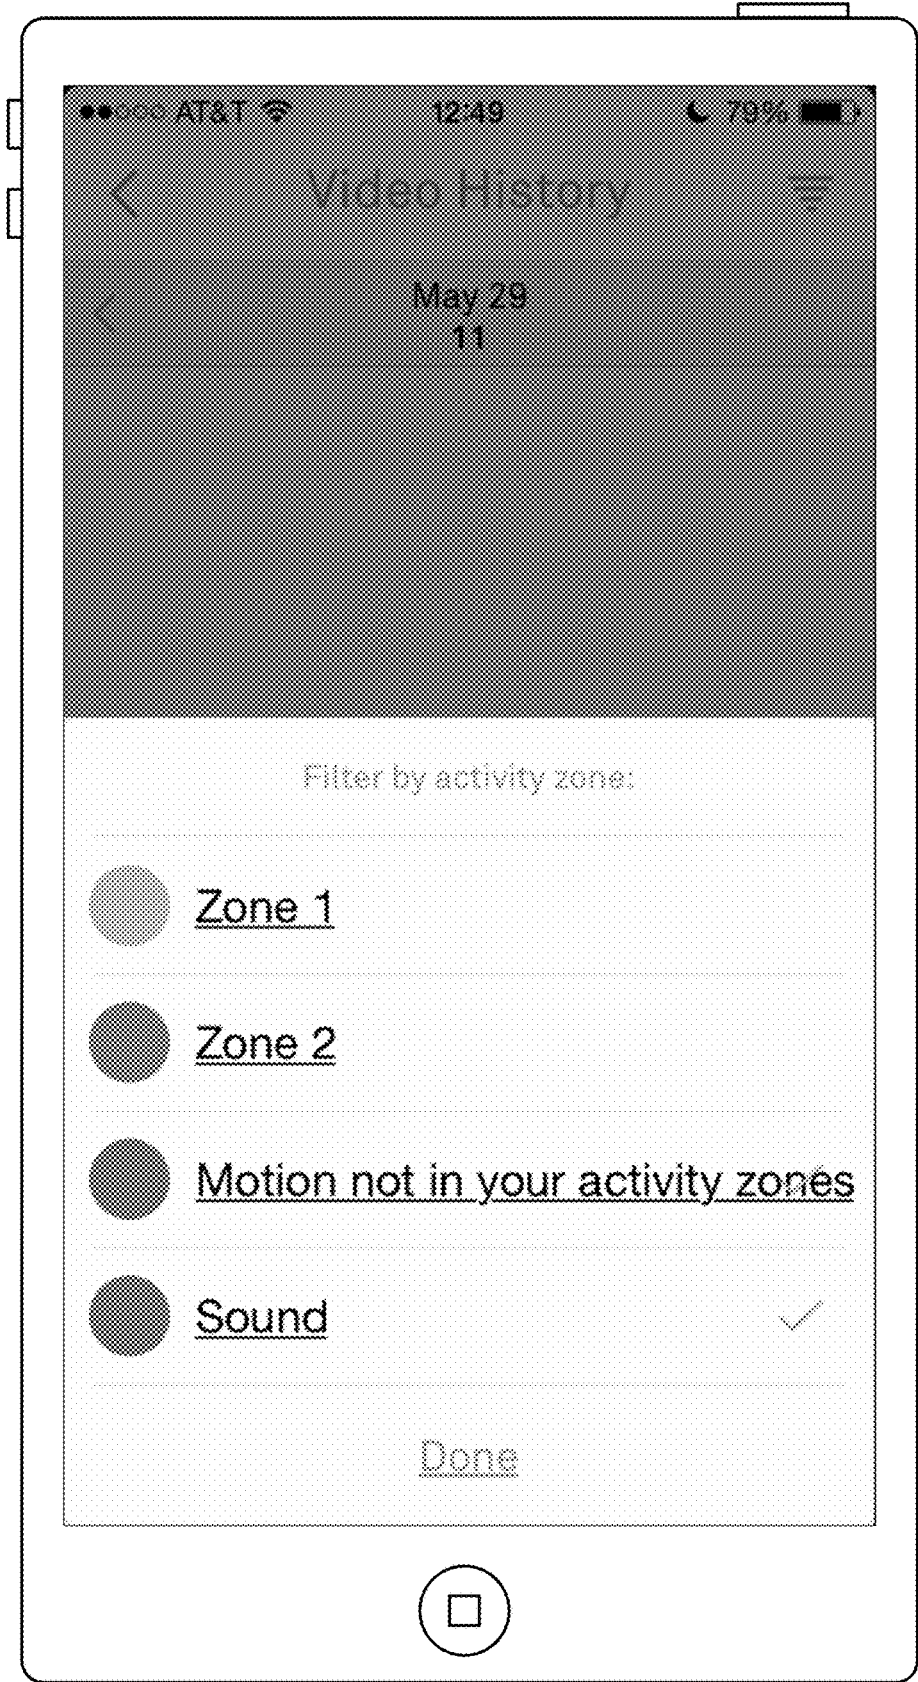 AT&T 12:49 79%
Video History
May 29
11
Filter by activity zone:
Zone 1
Zone 2
Motion not in your activity zones
Sound
Done